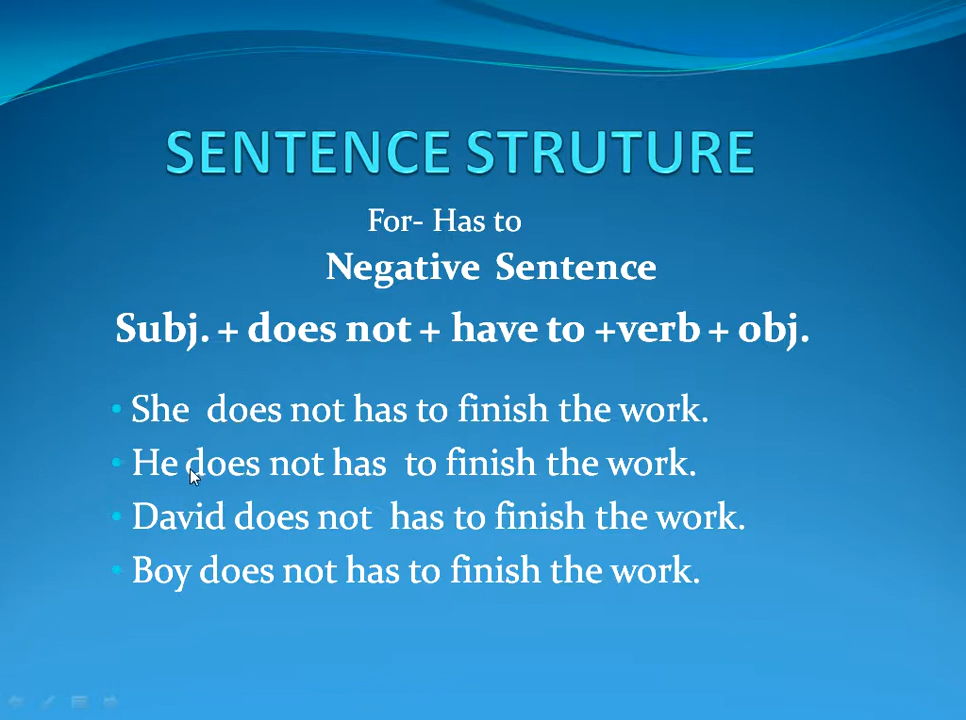 SENTENCE STRUTURE
For- Has to
Negative Sentence
Subj. + does not + have to +verb + obj.
• She does not has to finish the work.
• He does not has to finish the work.
• David does not has to finish the work.
• Boy does not has to finish the work.